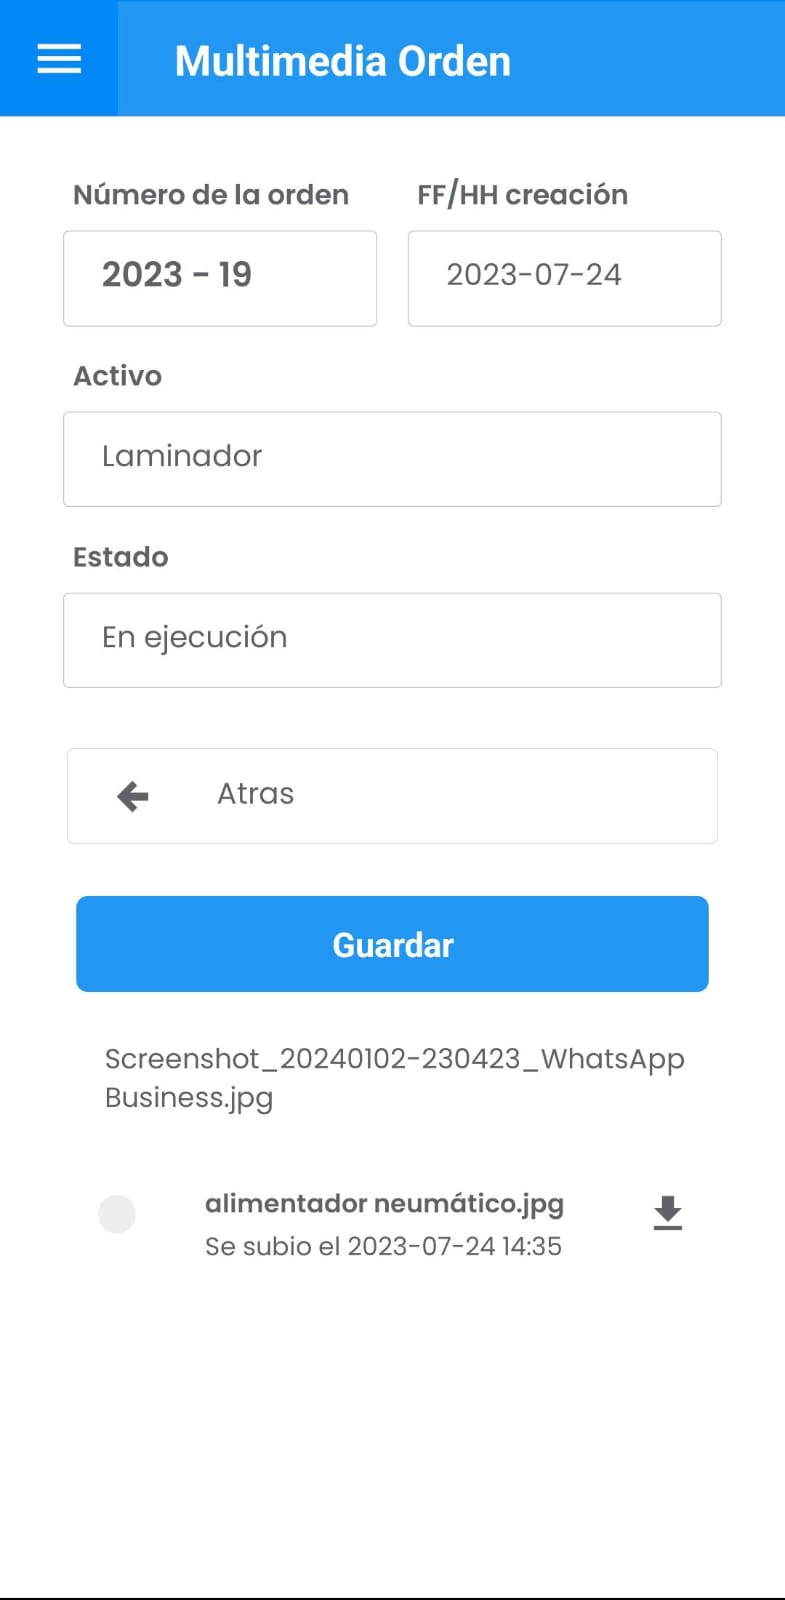 Multimedia Orden
Número de la orden
FF/HH creación
2023 - 19
2023-07-24
Activo
Laminador
Estado
En ejecución
Atras
Guardar
Screenshot_20240102-230423_WhatsApp
Business.jpg
alimentador neumático.jpg
Se subio el 2023-07-24 14:35